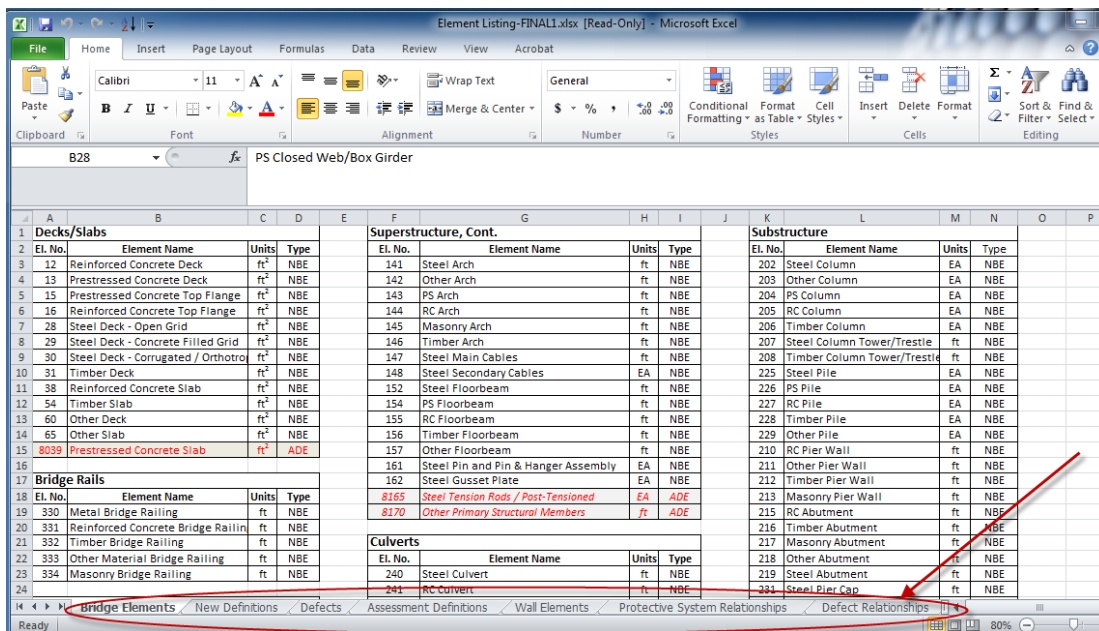 Element Listing-FINAL1.xlsx [Read-Only] - Microsoft Excel
File Home Insert Page Layout Formulas Data Review View Acrobat
Calibri 11 A A Wrap Text General Σ
Paste B I U A Merge & Center $ % , .00 .00 Conditional Formatting Format as Table Cell Styles Insert Delete Format Sort & Filter Find & Select
Clipboard Font Alignment Number Styles Cells Editing
B28 fx PS Closed Web/Box Girder
A B C D E F G H I J K L M N O P
1 Decks/Slabs Superstructure, Cont. Substructure
2 El. No. Element Name Units Type El. No. Element Name Units Type El. No. Element Name Units Type
3 12 Reinforced Concrete Deck ft² NBE 141 Steel Arch ft NBE 202 Steel Column EA NBE
4 13 Prestressed Concrete Deck ft² NBE 142 Other Arch ft NBE 203 Other Column EA NBE
5 15 Prestressed Concrete Top Flange ft² NBE 143 PS Arch ft NBE 204 PS Column EA NBE
6 16 Reinforced Concrete Top Flange ft² NBE 144 RC Arch ft NBE 205 RC Column EA NBE
7 28 Steel Deck - Open Grid ft² NBE 145 Masonry Arch ft NBE 206 Timber Column EA NBE
8 29 Steel Deck - Concrete Filled Grid ft² NBE 146 Timber Arch ft NBE 207 Steel Column Tower/Trestle ft NBE
9 30 Steel Deck - Corrugated / Orthotro ft² NBE 147 Steel Main Cables ft NBE 208 Timber Column Tower/Trestle ft NBE
10 31 Timber Deck ft² NBE 148 Steel Secondary Cables EA NBE 225 Steel Pile EA NBE
11 38 Reinforced Concrete Slab ft² NBE 152 Steel Floorbeam ft NBE 226 PS Pile EA NBE
12 54 Timber Slab ft² NBE 154 PS Floorbeam ft NBE 227 RC Pile EA NBE
13 60 Other Deck ft² NBE 155 RC Floorbeam ft NBE 228 Timber Pile EA NBE
14 65 Other Slab ft² NBE 156 Timber Floorbeam ft NBE 229 Other Pile EA NBE
15 8039 Prestressed Concrete Slab ft² ADE 157 Other Floorbeam ft NBE 210 RC Pier Wall ft NBE
16 161 Steel Pin and Pin & Hanger Assembly EA NBE 211 Other Pier Wall ft NBE
17 Bridge Rails 162 Steel Gusset Plate EA NBE 212 Timber Pier Wall ft NBE
18 El. No. Element Name Units Type 8165 Steel Tension Rods / Post-Tensioned EA ADE 213 Masonry Pier Wall ft NBE
19 330 Metal Bridge Railing ft NBE 8170 Other Primary Structural Members ft ADE 215 RC Abutment ft NBE
20 331 Reinforced Concrete Bridge Railin ft NBE 216 Timber Abutment ft NBE
21 332 Timber Bridge Railing ft NBE Culverts 217 Masonry Abutment ft NBE
22 333 Other Material Bridge Railing ft NBE El. No. Element Name Units Type 218 Other Abutment ft NBE
23 334 Masonry Bridge Railing ft NBE 240 Steel Culvert ft NBE 219 Steel Abutment ft NBE
24 241 RC Culvert ft NBE 231 Steel Pier Cap ft NBE
Bridge Elements New Definitions Defects Assessment Definitions Wall Elements Protective System Relationships Defect Relationships
Ready 80%